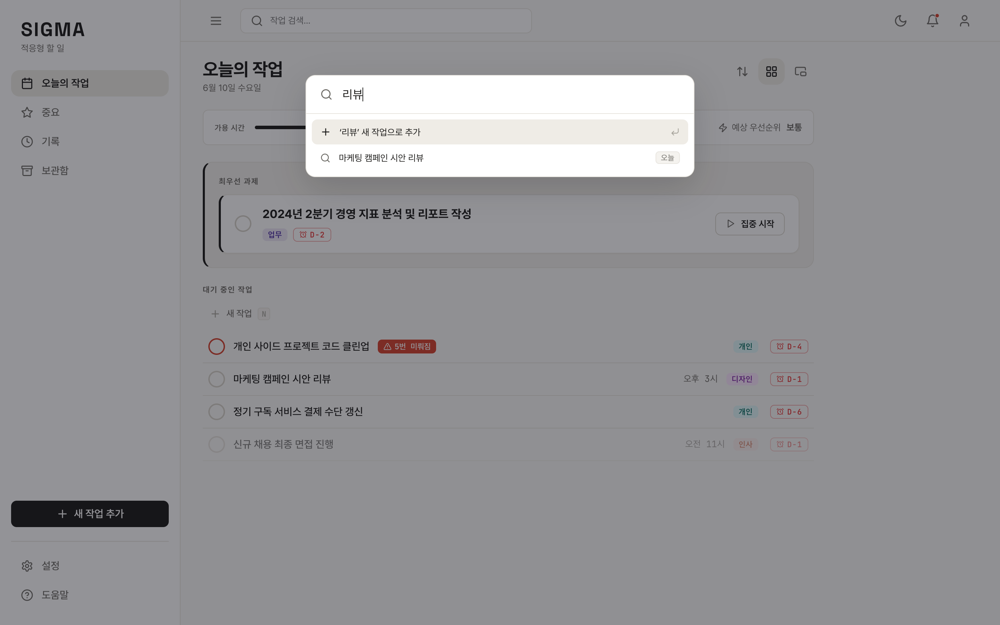 SIGMA
적응형 할 일
오늘의 작업
중요
기록
보관함
새 작업 추가
설정
도움말
작업 검색...
오늘의 작업
6월 10일 수요일
리뷰
‘리뷰’ 새 작업으로 추가
마케팅 캠페인 시안 리뷰 오늘
가용 시간
예상 우선순위 보통
최우선 과제
2024년 2분기 경영 지표 분석 및 리포트 작성
업무 D-2
집중 시작
대기 중인 작업
새 작업 N
개인 사이드 프로젝트 코드 클린업 5번 미뤄짐 개인 D-4
마케팅 캠페인 시안 리뷰 오후 3시 디자인 D-1
정기 구독 서비스 결제 수단 갱신 개인 D-6
신규 채용 최종 면접 진행 오전 11시 인사 D-1